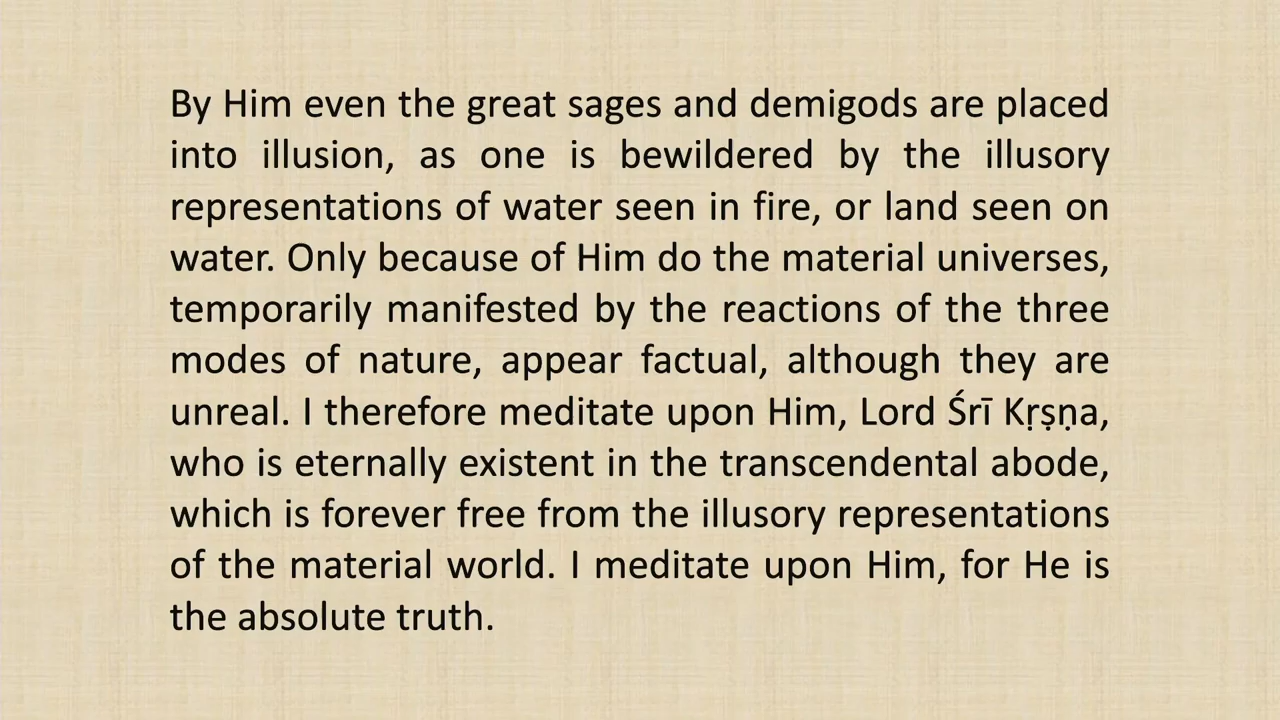 By Him even the great sages and demigods are placed
into illusion, as one is bewildered by the illusory
representations of water seen in fire, or land seen on
water. Only because of Him do the material universes,
temporarily manifested by the reactions of the three
modes of nature, appear factual, although they are
unreal. I therefore meditate upon Him, Lord Śrī Kṛṣṇa,
who is eternally existent in the transcendental abode,
which is forever free from the illusory representations
of the material world. I meditate upon Him, for He is
the absolute truth.